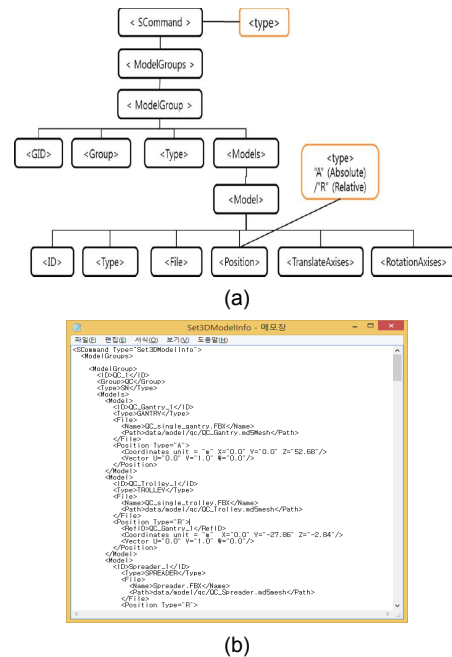 < SCommand >
<type>
< ModelGroups >
< ModelGroup >
<GID>
<Group>
<Type>
<Models>
<type>
"A" (Absolute)
/"R" (Relative)
<Model>
<ID>
<Type>
<File>
<Position>
<TranslateAxises>
<RotationAxises>
(a)
Set3DModelInfo - 메모장
파일(F) 편집(E) 서식(O) 보기(V) 도움말(H)
<SCommand Type="Set3DModelInfo">
<ModelGroups>
<ModelGroup>
<ID>QC_1</ID>
<Group>QC</Group>
<Type>SN</Type>
<Models>
<Model>
<ID>QC_Gantry_1</ID>
<Type>GANTRY</Type>
<File>
<Name>QC_single_gantry.FBX</Name>
<Path>data/model/qc/QC_Gantry.md5Mesh</Path>
</File>
<Position Type="A">
<Coordinates unit = "m" X="0.0" Y="0.0" Z="52.68"/>
<Vector U="0.0" V="1.0" W="0.0"/>
</Position>
</Model>
<Model>
<ID>QC_Trolley_1</ID>
<Type>TROLLEY</Type>
<File>
<Name>QC_single_trolley.FBX</Name>
<Path>data/model/qc/QC_Trolley.md5mesh</Path>
</File>
<Position Type="R">
<RefID>QC_Gantry_1</RefID>
<Coordinates unit = "m" X="0.0" Y="-27.86" Z="-2.84"/>
<Vector U="0.0" V="1.0" W="0.0"/>
</Position>
</Model>
<Model>
<ID>Spreader_1</ID>
<Type>SPREADER</Type>
<File>
<Name>Spreader.FBX</Name>
<Path>data/model/qc/QC_Spreader.md5mesh</Path>
</File>
<Position Type="R">
(b)